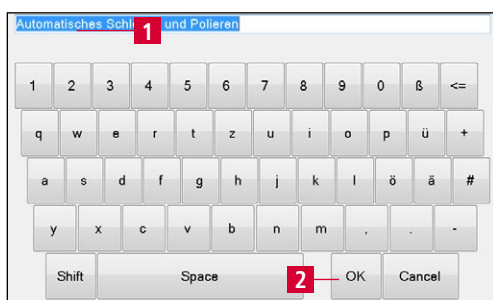 Automatisches Schl und Polieren
1
1 2 3 4 5 6 7 8 9 0 ß <=
q w e r t z u i o p ü +
a s d f g h j k l ö ä #
y x c v b n m , . -
Shift Space 2 OK Cancel